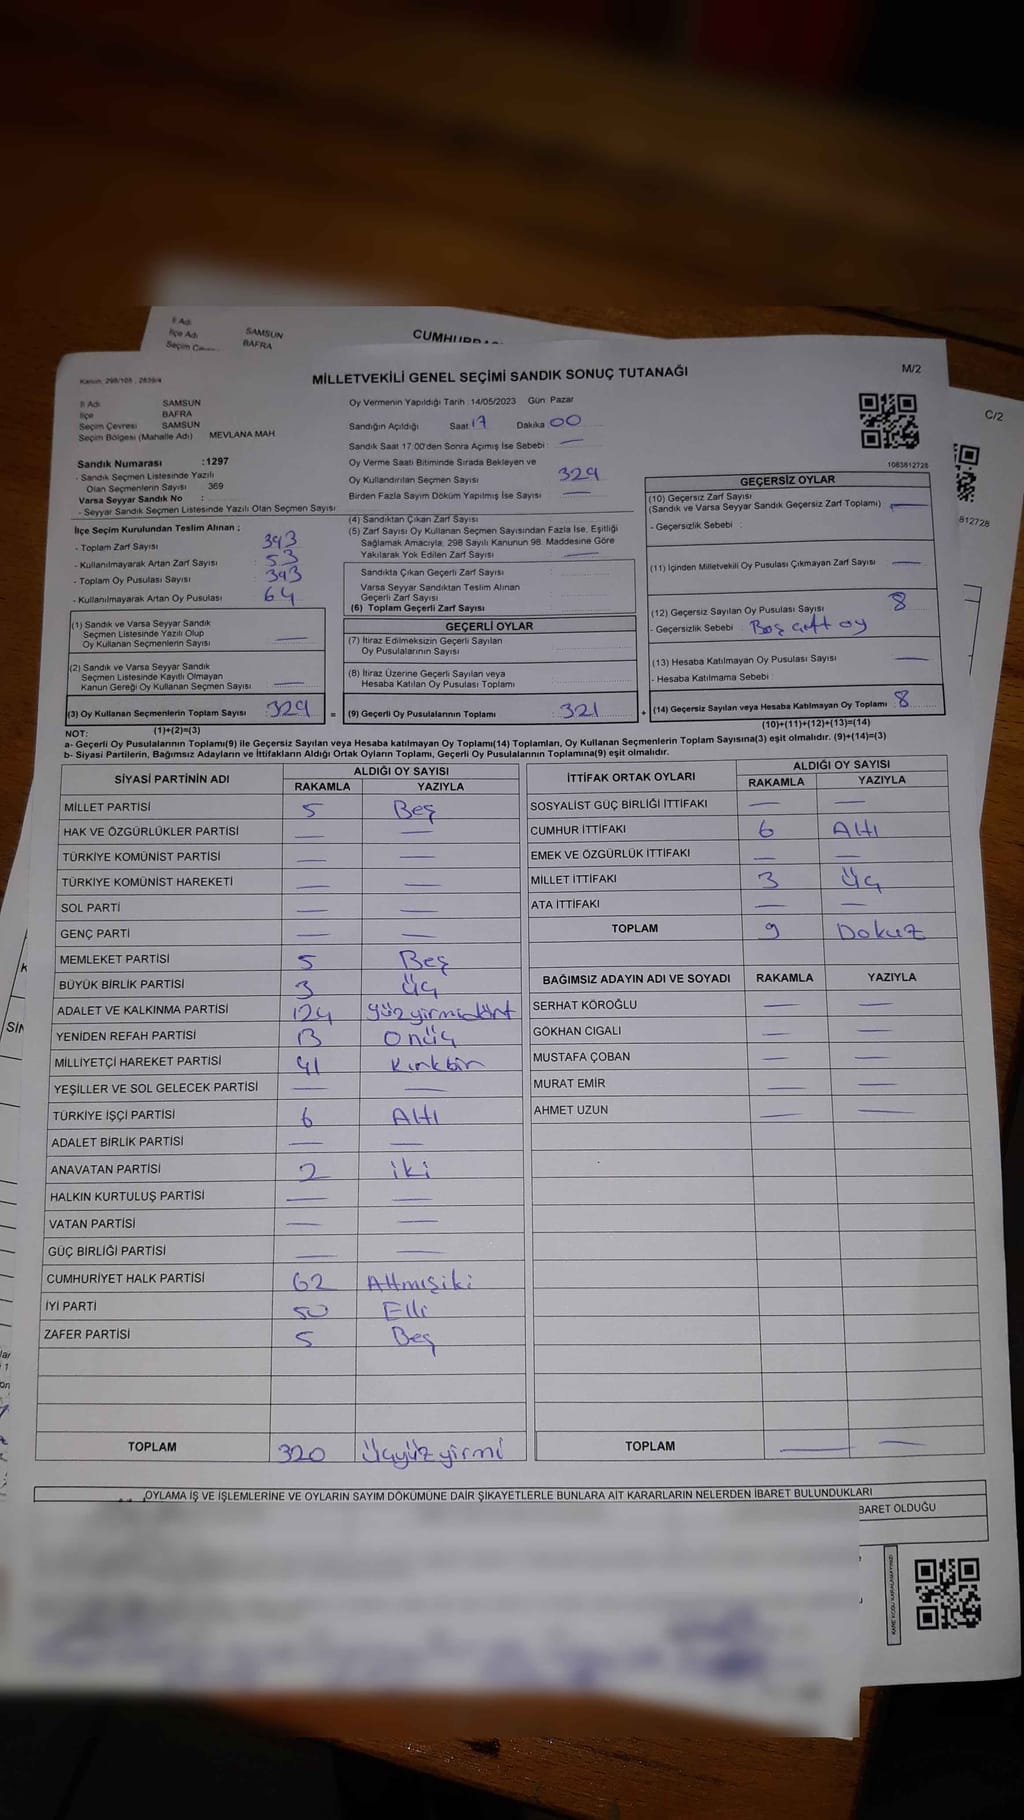 İl Adı SAMSUN
İlçe Adı BAFRA
Seçim
C/2
812728
Kanun: 298/105 , 2839/4
MİLLETVEKİLİ GENEL SEÇİMİ SANDIK SONUÇ TUTANAĞI
M/2
İl Adı SAMSUN
İlçe BAFRA
Seçim Çevresi SAMSUN
Seçim Bölgesi (Mahalle Adı) MEVLANA MAH
Sandık Numarası :1297
- Sandık Seçmen Listesinde Yazılı
Olan Seçmenlerin Sayısı 369
Varsa Seyyar Sandık No :
- Seyyar Sandık Seçmen Listesinde Yazılı Olan Seçmen Sayısı
Oy Vermenin Yapıldığı Tarih : 14/05/2023 Gün: Pazar
Sandığın Açıldığı Saat 17 Dakika 00
Sandık Saat 17:00'den Sonra Açımış İse Sebebi : —
Oy Verme Saati Bitiminde Sırada Bekleyen ve
Oy Kullandırılan Seçmen Sayısı 329
Birden Fazla Sayım Döküm Yapılmış İse Sayısı —
1083812728
İlçe Seçim Kurulundan Teslim Alınan ;
- Toplam Zarf Sayısı : 393
- Kullanılmayarak Artan Zarf Sayısı : 53
- Toplam Oy Pusulası Sayısı : 393
- Kullanılmayarak Artan Oy Pusulası : 64
(1) Sandık ve Varsa Seyyar Sandık
Seçmen Listesinde Yazılı Olup
Oy Kullanan Seçmenlerin Sayısı —
(2) Sandık ve Varsa Seyyar Sandık
Seçmen Listesinde Kayıtlı Olmayan
Kanun Gereği Oy Kullanan Seçmen Sayısı —
(3) Oy Kullanan Seçmenlerin Toplam Sayısı : 329 =
(1)+(2)=(3)
(4) Sandıktan Çıkan Zarf Sayısı
(5) Zarf Sayısı Oy Kullanan Seçmen Sayısından Fazla İse, Eşitliği
Sağlamak Amacıyla, 298 Sayılı Kanunun 98. Maddesine Göre
Yakılarak Yok Edilen Zarf Sayısı —
Sandıkta Çıkan Geçerli Zarf Sayısı
Varsa Seyyar Sandıktan Teslim Alınan
Geçerli Zarf Sayısı
(6) Toplam Geçerli Zarf Sayısı
GEÇERLİ OYLAR
(7) İtiraz Edilmeksizin Geçerli Sayılan
Oy Pusulalarının Sayısı
(8) İtiraz Üzerine Geçerli Sayılan veya
Hesaba Katılan Oy Pusulası Toplamı
(9) Geçerli Oy Pusulalarının Toplamı : 321 +
GEÇERSİZ OYLAR
(10) Geçersiz Zarf Sayısı
(Sandık ve Varsa Seyyar Sandık Geçersiz Zarf Toplamı) —
- Geçersizlik Sebebi :
(11) İçinden Milletvekili Oy Pusulası Çıkmayan Zarf Sayısı —
(12) Geçersiz Sayılan Oy Pusulası Sayısı 8
- Geçersizlik Sebebi : Boş çift oy
(13) Hesaba Katılmayan Oy Pusulası Sayısı —
- Hesaba Katılmama Sebebi :
(14) Geçersiz Sayılan veya Hesaba Katılmayan Oy Toplamı : 8
(10)+(11)+(12)+(13)=(14)
NOT:
a- Geçerli Oy Pusulalarının Toplamı(9) ile Geçersiz Sayılan veya Hesaba katılmayan Oy Toplamı(14) Toplamları, Oy Kullanan Seçmenlerin Toplam Sayısına(3) eşit olmalıdır. (9)+(14)=(3)
b- Siyasi Partilerin, Bağımsız Adayların ve İttifakların Aldığı Ortak Oyların Toplamı, Geçerli Oy Pusulalarının Toplamına(9) eşit olmalıdır.
SİYASİ PARTİNİN ADI ALDIĞI OY SAYISI
RAKAMLA YAZIYLA
MİLLET PARTİSİ 5 Beş
HAK VE ÖZGÜRLÜKLER PARTİSİ — —
TÜRKİYE KOMÜNİST PARTİSİ — —
TÜRKİYE KOMÜNİST HAREKETİ — —
SOL PARTİ — —
GENÇ PARTİ — —
MEMLEKET PARTİSİ 5 Beş
BÜYÜK BİRLİK PARTİSİ 3 Üç
ADALET VE KALKINMA PARTİSİ 124 yüzyirmidört
YENİDEN REFAH PARTİSİ 13 Onüç
MİLLİYETÇİ HAREKET PARTİSİ 41 Kırkbir
YEŞİLLER VE SOL GELECEK PARTİSİ — —
TÜRKİYE İŞÇİ PARTİSİ 6 Altı
ADALET BİRLİK PARTİSİ — —
ANAVATAN PARTİSİ 2 iki
HALKIN KURTULUŞ PARTİSİ — —
VATAN PARTİSİ — —
GÜÇ BİRLİĞİ PARTİSİ — —
CUMHURİYET HALK PARTİSİ 62 Altmışiki
İYİ PARTİ 50 Elli
ZAFER PARTİSİ 5 Beş
TOPLAM 320 Üçyüzyirmi
İTTİFAK ORTAK OYLARI ALDIĞI OY SAYISI
RAKAMLA YAZIYLA
SOSYALİST GÜÇ BİRLİĞİ İTTİFAKI — —
CUMHUR İTTİFAKI 6 Altı
EMEK VE ÖZGÜRLÜK İTTİFAKI — —
MİLLET İTTİFAKI 3 Üç
ATA İTTİFAKI — —
TOPLAM 9 Dokuz
BAĞIMSIZ ADAYIN ADI VE SOYADI RAKAMLA YAZIYLA
SERHAT KÖROĞLU — —
GÖKHAN CIGALI — —
MUSTAFA ÇOBAN — —
MURAT EMİR — —
AHMET UZUN — —
TOPLAM — —
OYLAMA İŞ VE İŞLEMLERİNE VE OYLARIN SAYIM DÖKÜMÜNE DAİR ŞİKAYETLERLE BUNLARA AİT KARARLARIN NELERDEN İBARET BULUNDUKLARI
BARET OLDUĞU